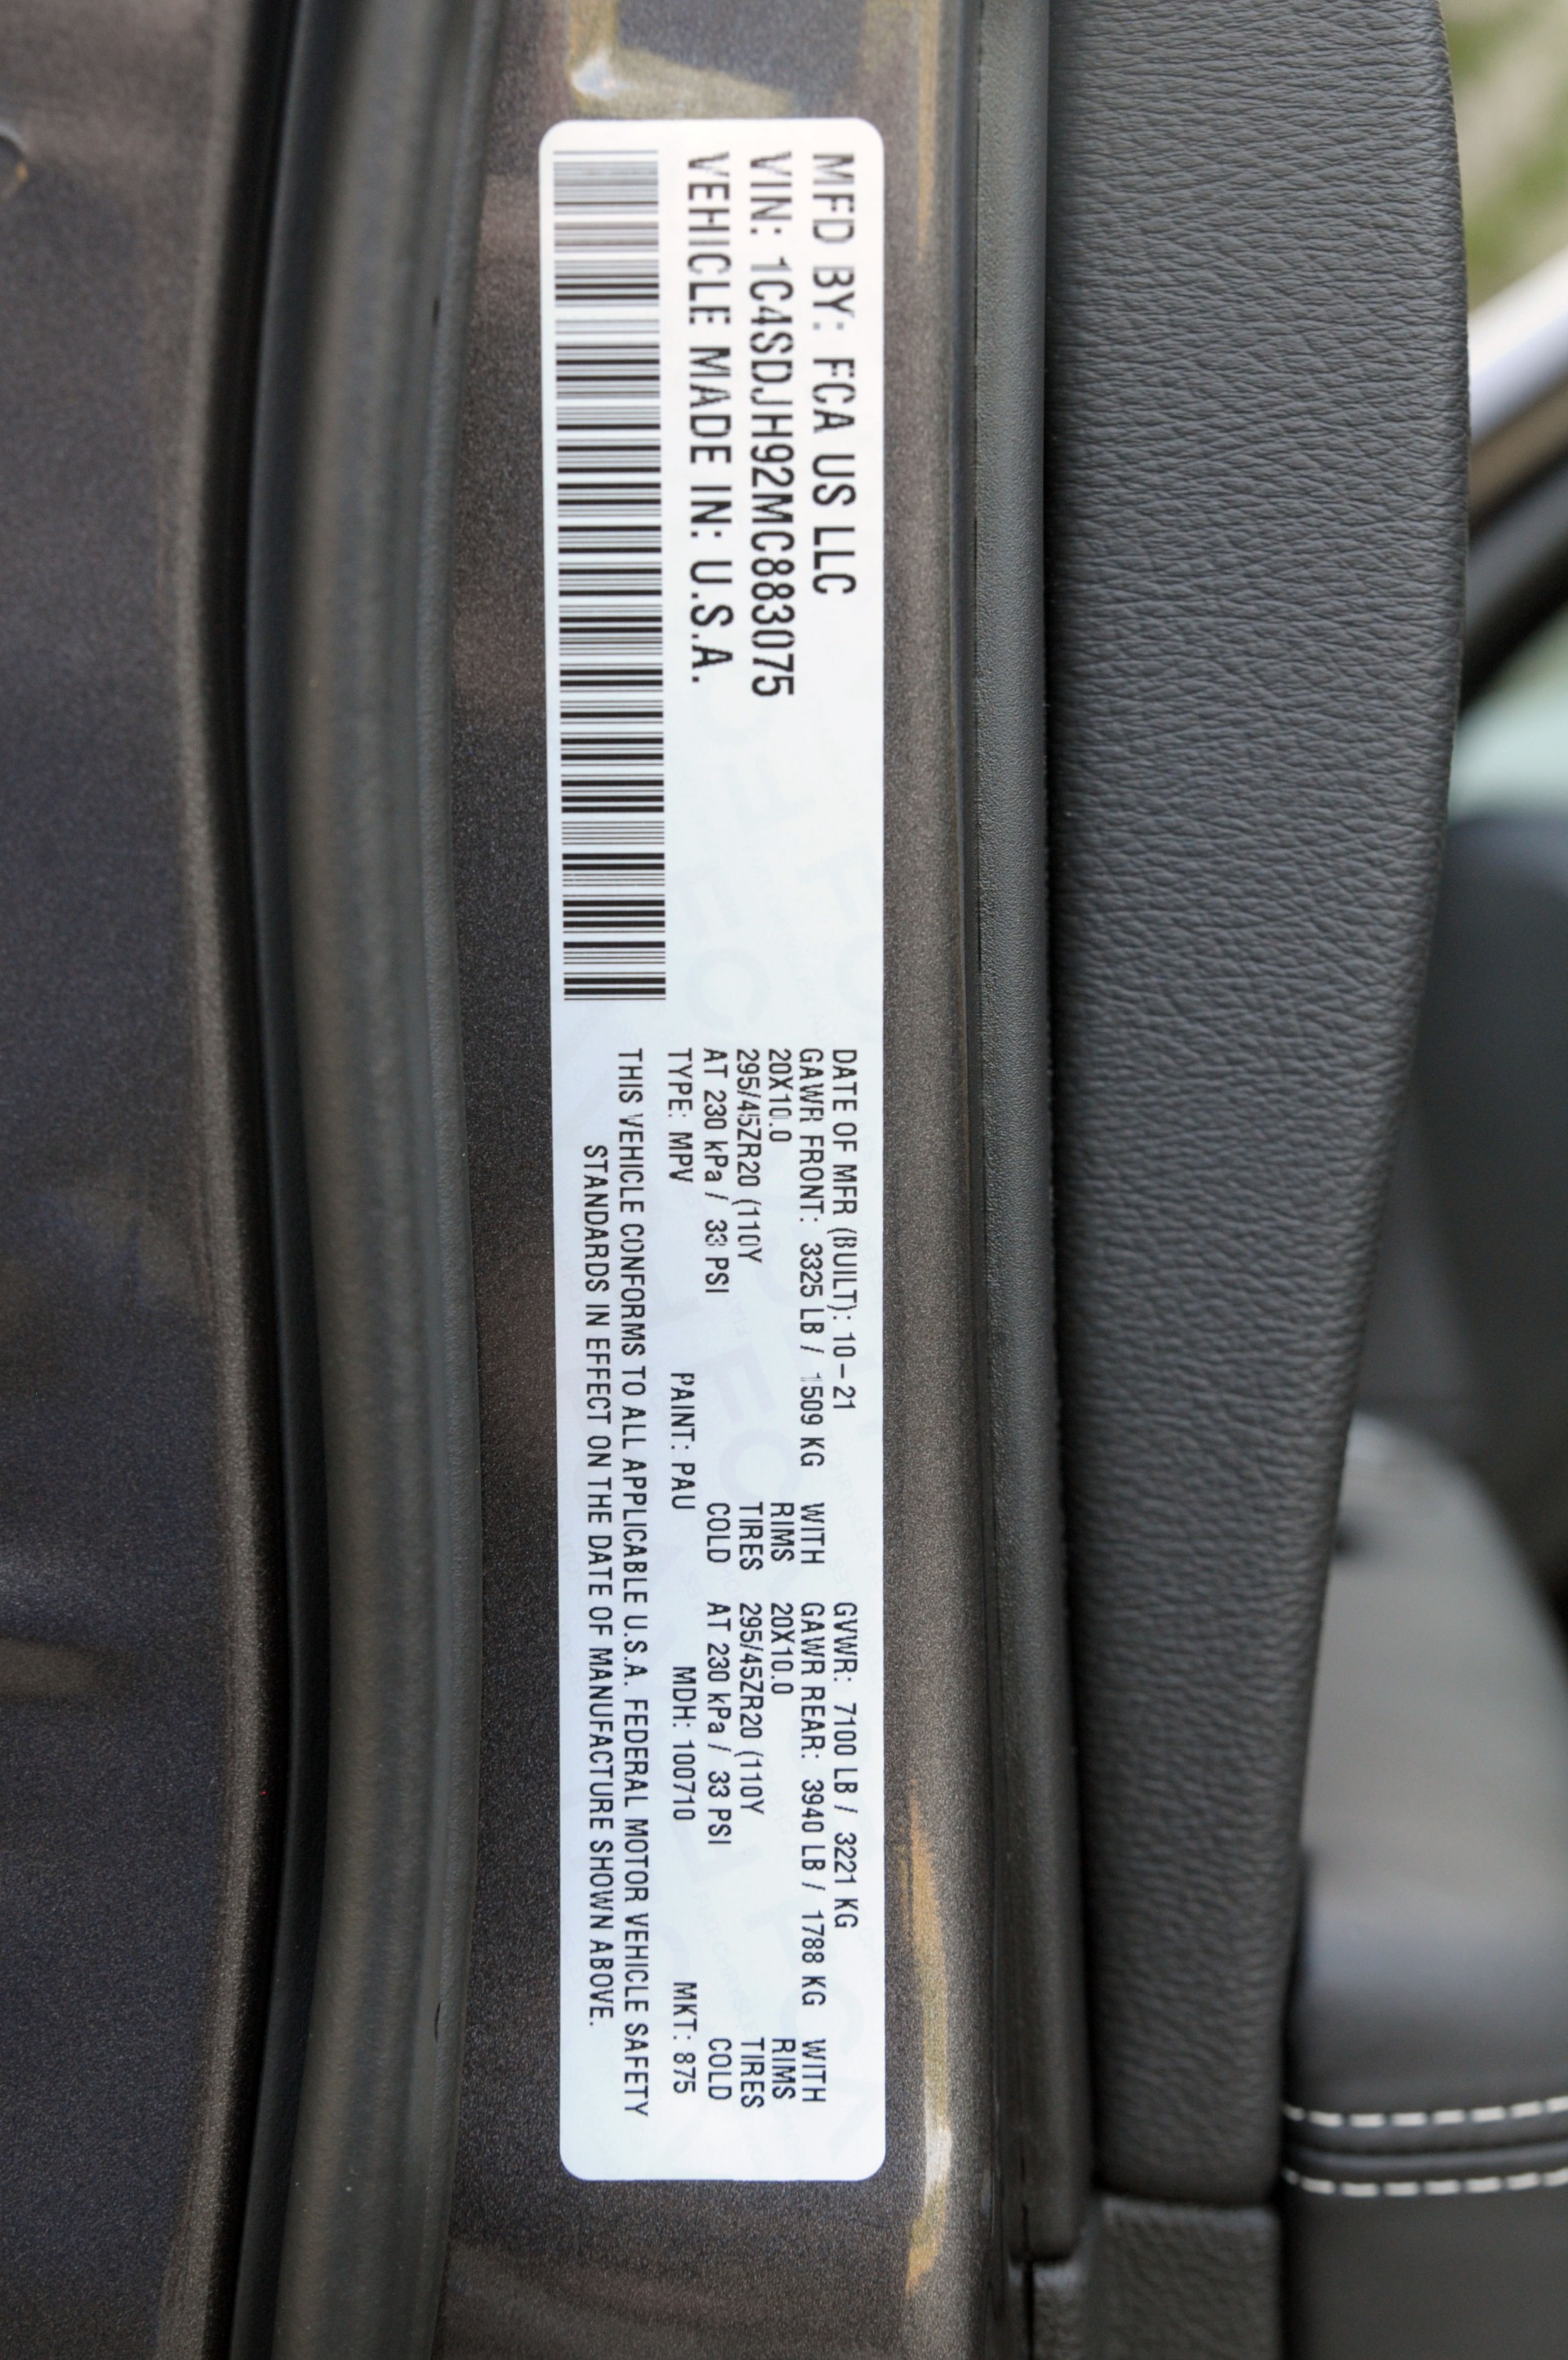 MFD BY: FCA US LLC
VIN: 1C4SDJH92MC883075
VEHICLE MADE IN: U.S.A.
DATE OF MFR (BUILT): 10-21 GVWR: 7100 LB / 3221 KG
GAWR FRONT: 3325 LB / 1509 KG WITH GAWR REAR: 3940 LB / 1788 KG WITH
20X10.0 RIMS 20X10.0 RIMS
295/45ZR20 (110Y TIRES 295/45ZR20 (110Y TIRES
AT 230 kPa / 33 PSI COLD AT 230 kPa / 33 PSI COLD
TYPE: MPV PAINT: PAU MDH: 100710 MKT: 875
THIS VEHICLE CONFORMS TO ALL APPLICABLE U.S.A. FEDERAL MOTOR VEHICLE SAFETY
STANDARDS IN EFFECT ON THE DATE OF MANUFACTURE SHOWN ABOVE.